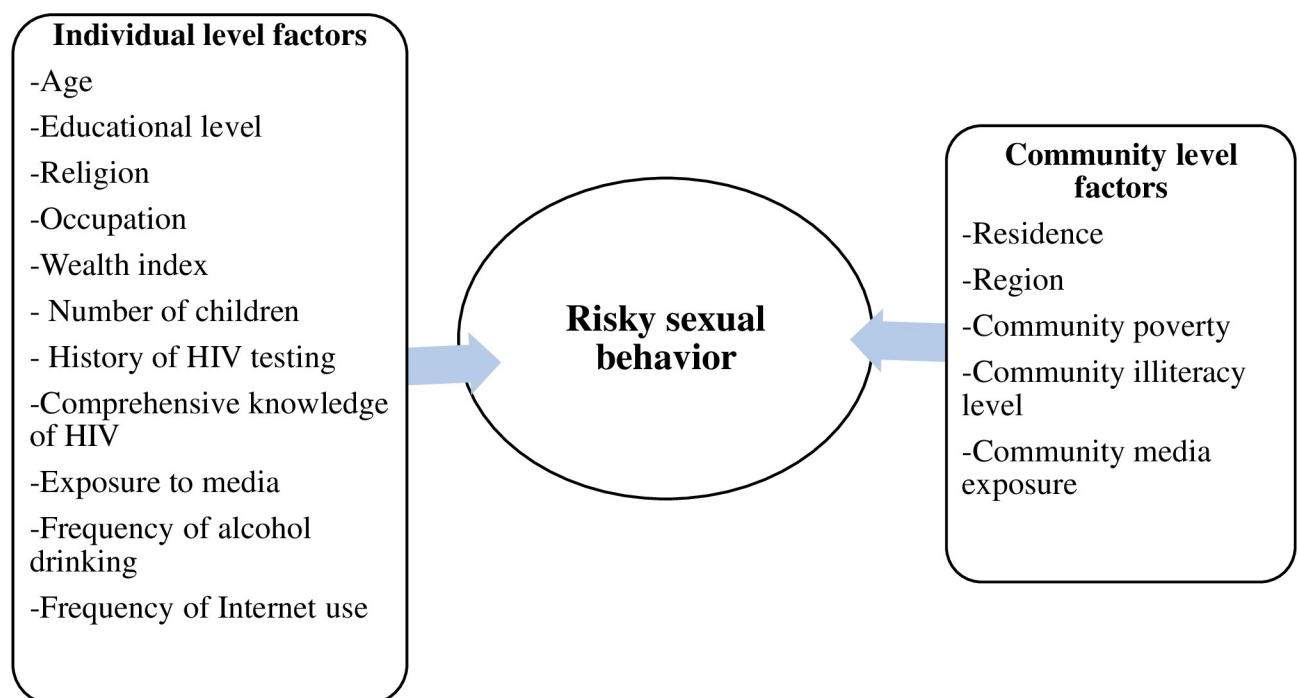 Individual level factors
-Age
-Educational level
-Religion
-Occupation
-Wealth index
- Number of children
- History of HIV testing
-Comprehensive knowledge
of HIV
-Exposure to media
-Frequency of alcohol
drinking
-Frequency of Internet use
Risky sexual
behavior
Community level
factors
-Residence
-Region
-Community poverty
-Community illiteracy
level
-Community media
exposure